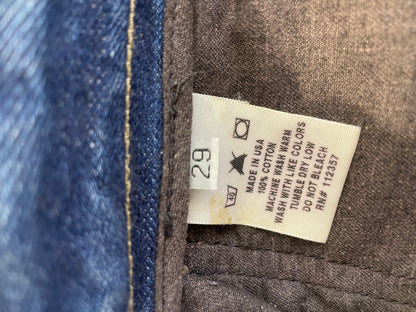 29
MADE IN USA
100% COTTON
MACHINE WASH WARM
WASH WITH LIKE COLORS
TUMBLE DRY LOW
DO NOT BLEACH
RN# 112357